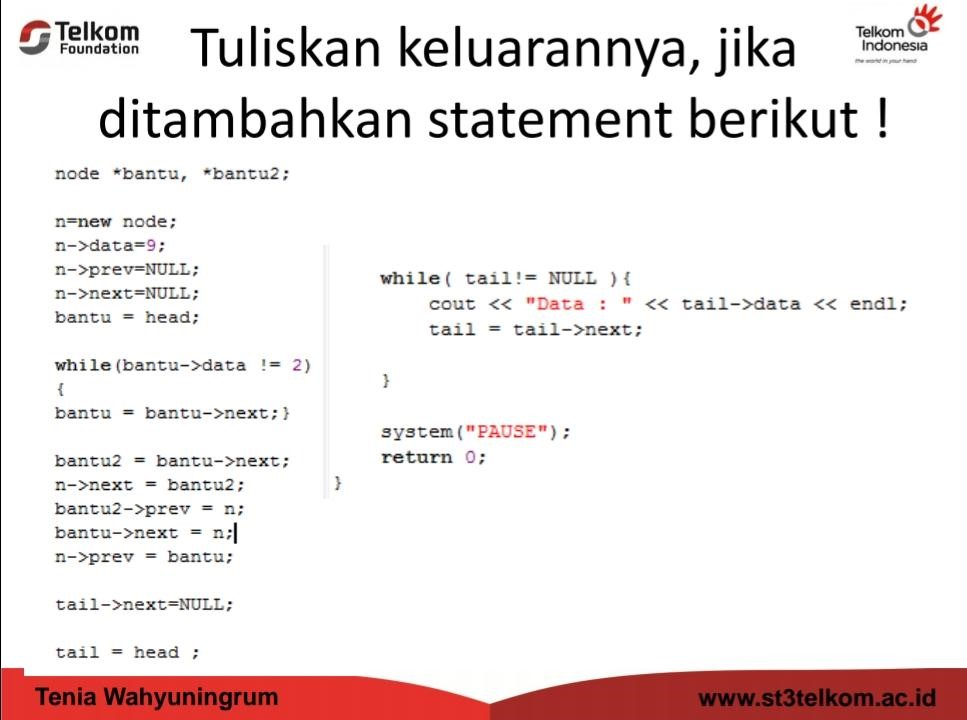 Telkom
Foundation
Telkom
Indonesia
the world in your hand
Tuliskan keluarannya, jika
ditambahkan statement berikut !
node *bantu, *bantu2;
n=new node;
n->data=9;
n->prev=NULL;
n->next=NULL;
bantu = head;
while(bantu->data != 2)
{
bantu = bantu->next;}
bantu2 = bantu->next;
n->next = bantu2;
bantu2->prev = n;
bantu->next = n;
n->prev = bantu;
tail->next=NULL;
tail = head ;
while( tail!= NULL ){
cout << "Data : " << tail->data << endl;
tail = tail->next;
}
system("PAUSE");
return 0;
}
Tenia Wahyuningrum
www.st3telkom.ac.id